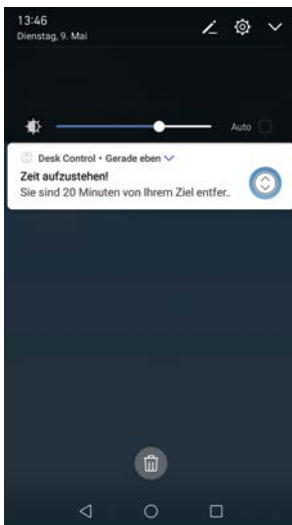 13:46
Dienstag, 9. Mai
Auto
Desk Control • Gerade eben
Zeit aufzustehen!
Sie sind 20 Minuten von Ihrem Ziel entfer..